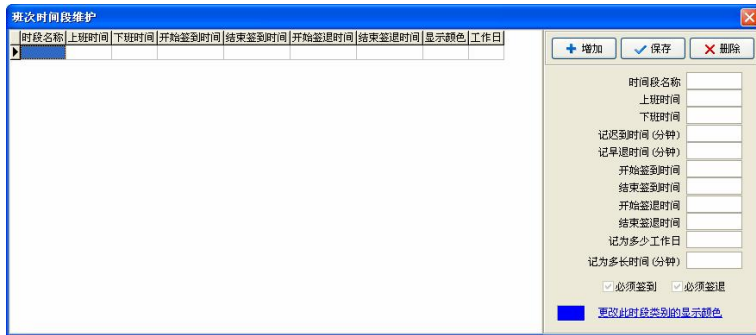 班次时间段维护
时段名称 上班时间 下班时间 开始签到时间 结束签到时间 开始签退时间 结束签退时间 显示颜色 工作日
增加 保存 删除
时间段名称
上班时间
下班时间
记迟到时间(分钟)
记早退时间(分钟)
开始签到时间
结束签到时间
开始签退时间
结束签退时间
记为多少工作日
记为多长时间(分钟)
必须签到 必须签退
更改此时段类别的显示颜色